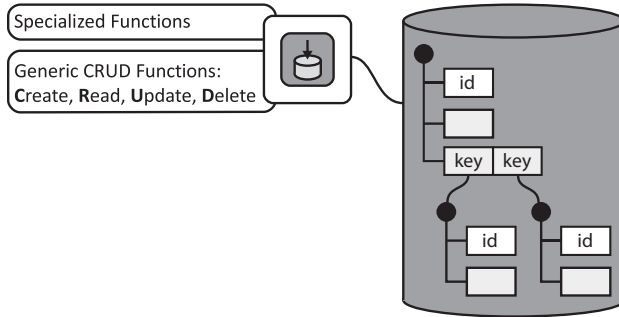 Specialized Functions
Generic CRUD Functions:
Create, Read, Update, Delete
id
key key
id id